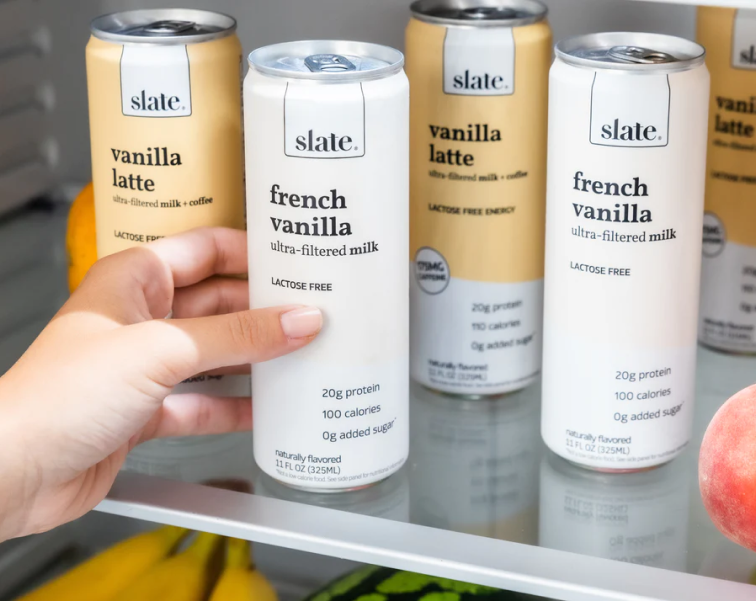 slate.
vanilla
latte
ultra-filtered milk + coffee
LACTOSE FREE
slate.
french
vanilla
ultra-filtered milk
LACTOSE FREE
20g protein
100 calories
0g added sugar*
naturally flavored
11 FL OZ (325ML)
slate.
vanilla
latte
ultra-filtered milk + coffee
LACTOSE FREE ENERGY
175MG
CAFFEINE
20g protein
110 calories
0g added sugar*
naturally flavored
11 FL OZ (325ML)
slate.
french
vanilla
ultra-filtered milk
LACTOSE FREE
20g protein
100 calories
0g added sugar*
naturally flavored
11 FL OZ (325ML)